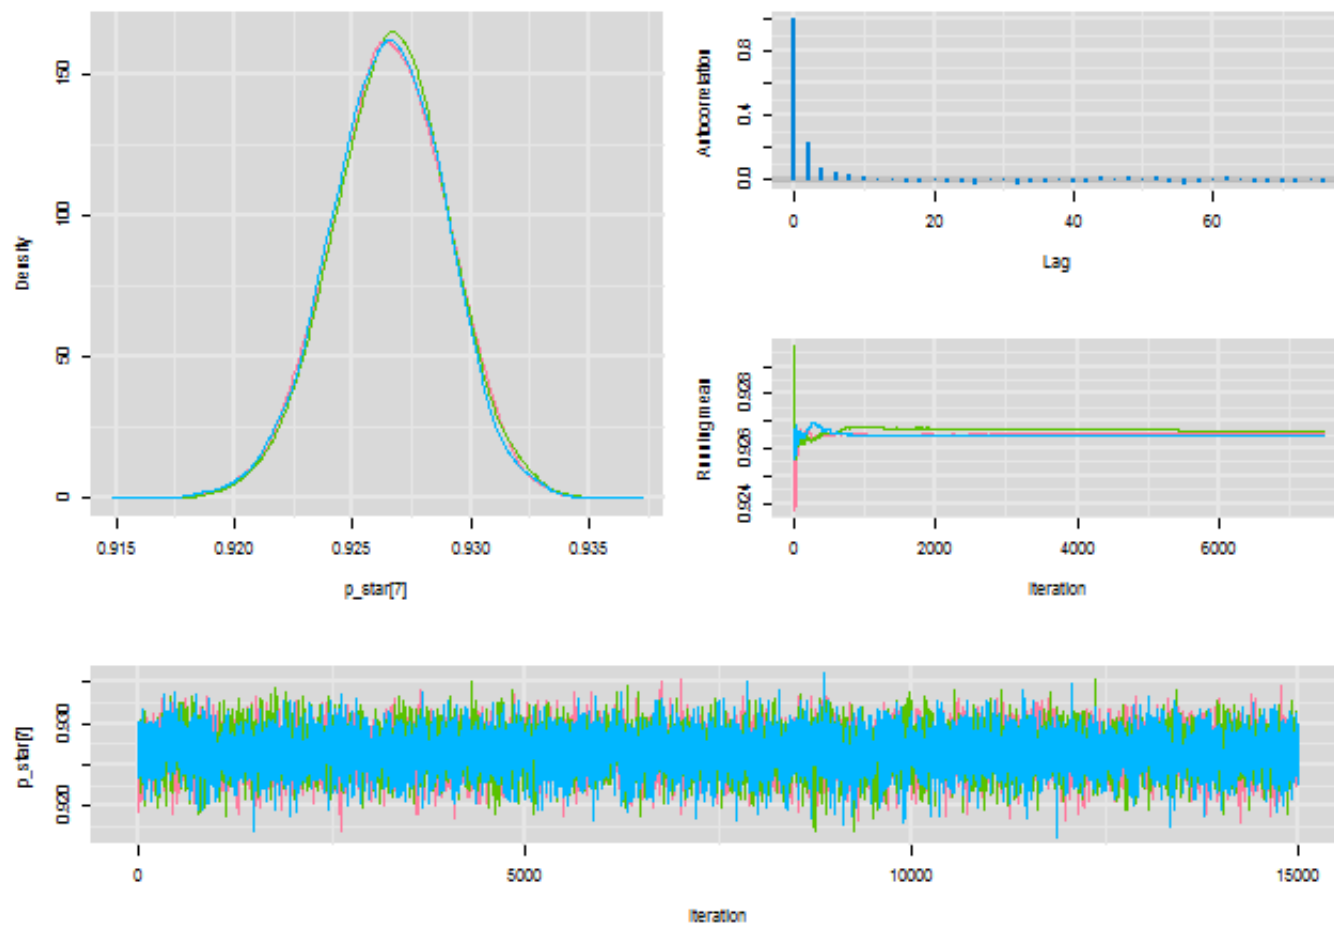 Density
150
100
50
0
0.915 0.920 0.925 0.930 0.935
p_star[7]
Autocorrelation
0.8
0.4
0.0
0 20 40 60
Lag
Running mean
0.928
0.926
0.924
0 2000 4000 6000
Iteration
p_star[7]
0.930
0.920
0 5000 10000 15000
Iteration